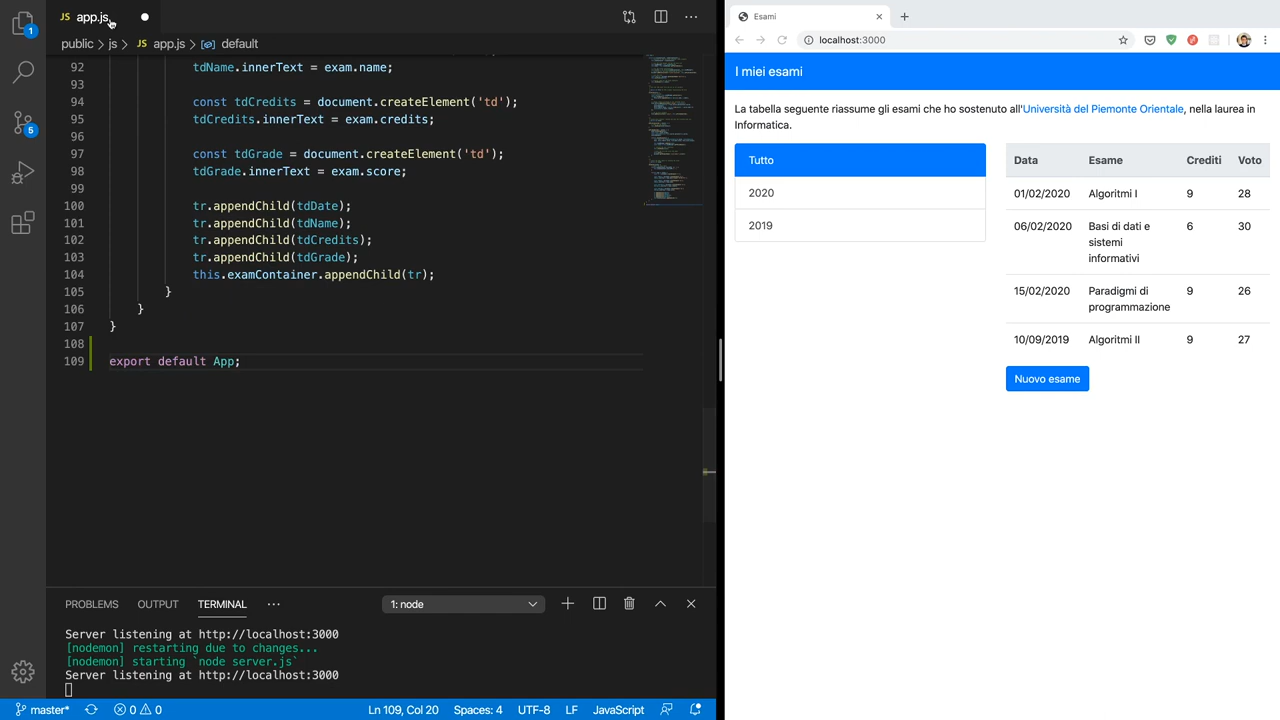 JS app.js
public > js > JS app.js > default
92 tdName.innerText = exam.name;
93
94 const tdCredits = document.createElement('td');
95 tdCredits.innerText = exam.credits;
96
97 const tdGrade = document.createElement('td');
98 tdGrade.innerText = exam.score;
99
100 tr.appendChild(tdDate);
101 tr.appendChild(tdName);
102 tr.appendChild(tdCredits);
103 tr.appendChild(tdGrade);
104 this.examContainer.appendChild(tr);
105 }
106 }
107 }
108
109 export default App;
1
5
PROBLEMS OUTPUT TERMINAL ··· 1: node
Server listening at http://localhost:3000
[nodemon] restarting due to changes...
[nodemon] starting `node server.js`
Server listening at http://localhost:3000
master* 0 0 Ln 109, Col 20 Spaces: 4 UTF-8 LF JavaScript
Esami
localhost:3000
I miei esami
La tabella seguente riassume gli esami che ho sostenuto all'Università del Piemonte Orientale, nella laurea in
Informatica.
Tutto
2020
2019
Data Esame Crediti Voto
01/02/2020 Algoritmi I 9 28
06/02/2020 Basi di dati e 6 30
sistemi
informativi
15/02/2020 Paradigmi di 9 26
programmazione
10/09/2019 Algoritmi II 9 27
Nuovo esame